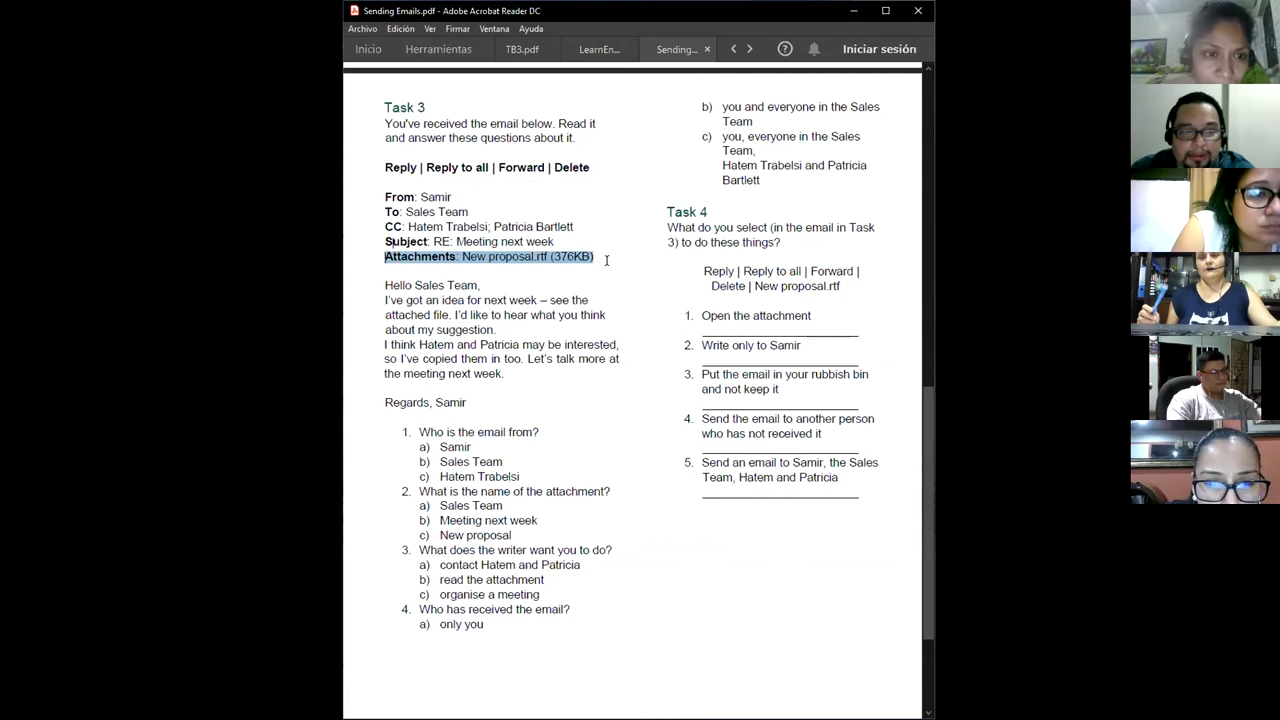 Sending Emails.pdf - Adobe Acrobat Reader DC
Archivo Edición Ver Firmar Ventana Ayuda
Inicio Herramientas TB3.pdf LearnEn... Sending... × Iniciar sesión
Task 3
You've received the email below. Read it
and answer these questions about it.
Reply | Reply to all | Forward | Delete
From: Samir
To: Sales Team
CC: Hatem Trabelsi; Patricia Bartlett
Subject: RE: Meeting next week
Attachments: New proposal.rtf (376KB)
Hello Sales Team,
I've got an idea for next week – see the
attached file. I'd like to hear what you think
about my suggestion.
I think Hatem and Patricia may be interested,
so I've copied them in too. Let's talk more at
the meeting next week.
Regards, Samir
1. Who is the email from?
a) Samir
b) Sales Team
c) Hatem Trabelsi
2. What is the name of the attachment?
a) Sales Team
b) Meeting next week
c) New proposal
3. What does the writer want you to do?
a) contact Hatem and Patricia
b) read the attachment
c) organise a meeting
4. Who has received the email?
a) only you
b) you and everyone in the Sales
Team
c) you, everyone in the Sales
Team,
Hatem Trabelsi and Patricia
Bartlett
Task 4
What do you select (in the email in Task
3) to do these things?
Reply | Reply to all | Forward |
Delete | New proposal.rtf
1. Open the attachment
2. Write only to Samir
3. Put the email in your rubbish bin
and not keep it
4. Send the email to another person
who has not received it
5. Send an email to Samir, the Sales
Team, Hatem and Patricia